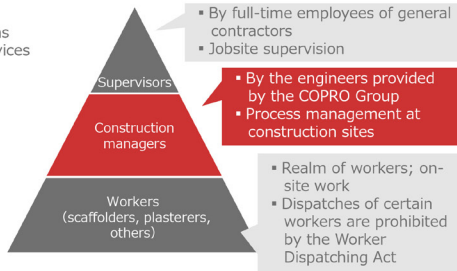 vices
Supervisors
▪ By full-time employees of general
contractors
▪ Jobsite supervision
Construction
managers
▪ By the engineers provided
by the COPRO Group
▪ Process management at
construction sites
Workers
(scaffolders, plasterers,
others)
▪ Realm of workers; on-
site work
▪ Dispatches of certain
workers are prohibited
by the Worker
Dispatching Act